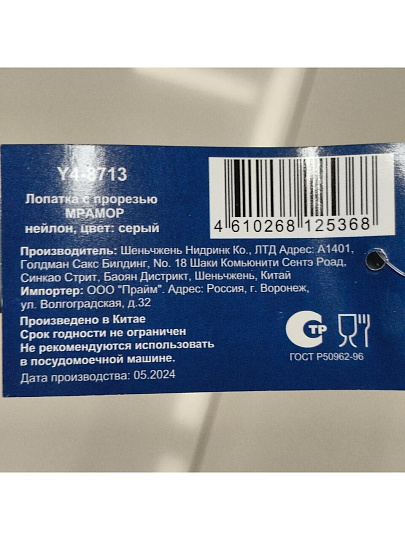 Y4-8713
Лопатка с прорезью
МРАМОР
нейлон, цвет: серый
4 610268 125368
Производитель: Шеньчжень Нидринк Ко., ЛТД Адрес: А1401,
Голдман Сакс Билдинг, No. 18 Шаки Комьюнити Сентэ Роад,
Синкао Стрит, Баоян Дистрикт, Шеньчжень, Китай
Импортер: ООО "Прайм". Адрес: Россия, г. Воронеж,
ул. Волгоградская, д.32
Произведено в Китае
Срок годности не ограничен
Не рекомендуются использовать
в посудомоечной машине.
Дата производства: 05.2024
СТР
ГОСТ Р50962-96